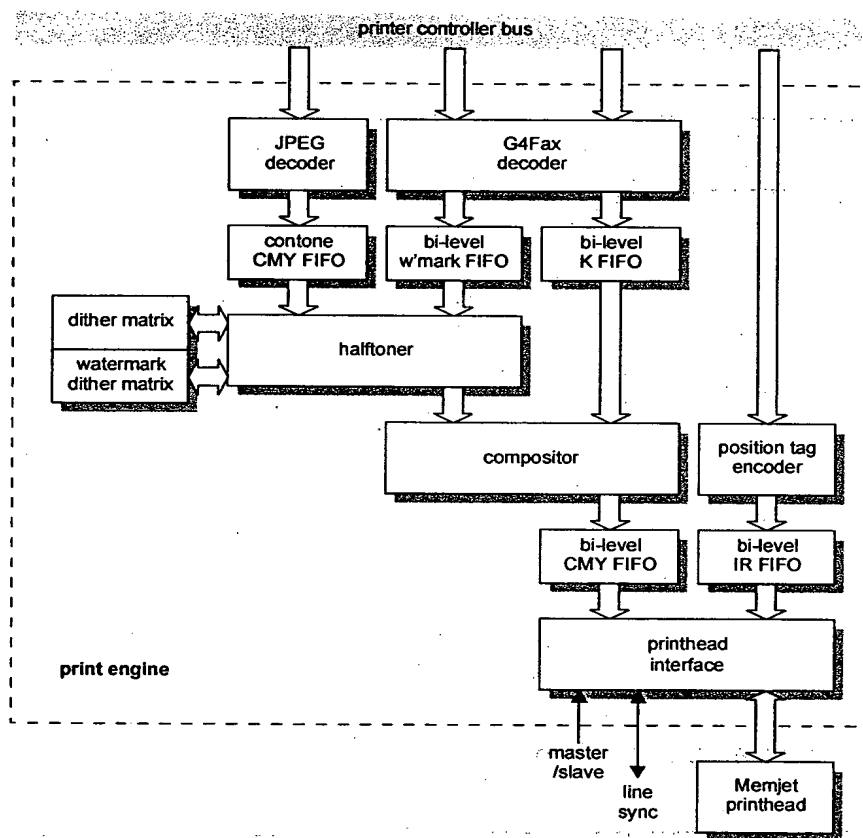 printer controller bus
JPEG
decoder
G4Fax
decoder
contone
CMY FIFO
bi-level
w'mark FIFO
bi-level
K FIFO
dither matrix
watermark
dither matrix
halftoner
compositor
position tag
encoder
bi-level
CMY FIFO
bi-level
IR FIFO
print engine
printhead
interface
master
/slave
line
sync
Memjet
printhead